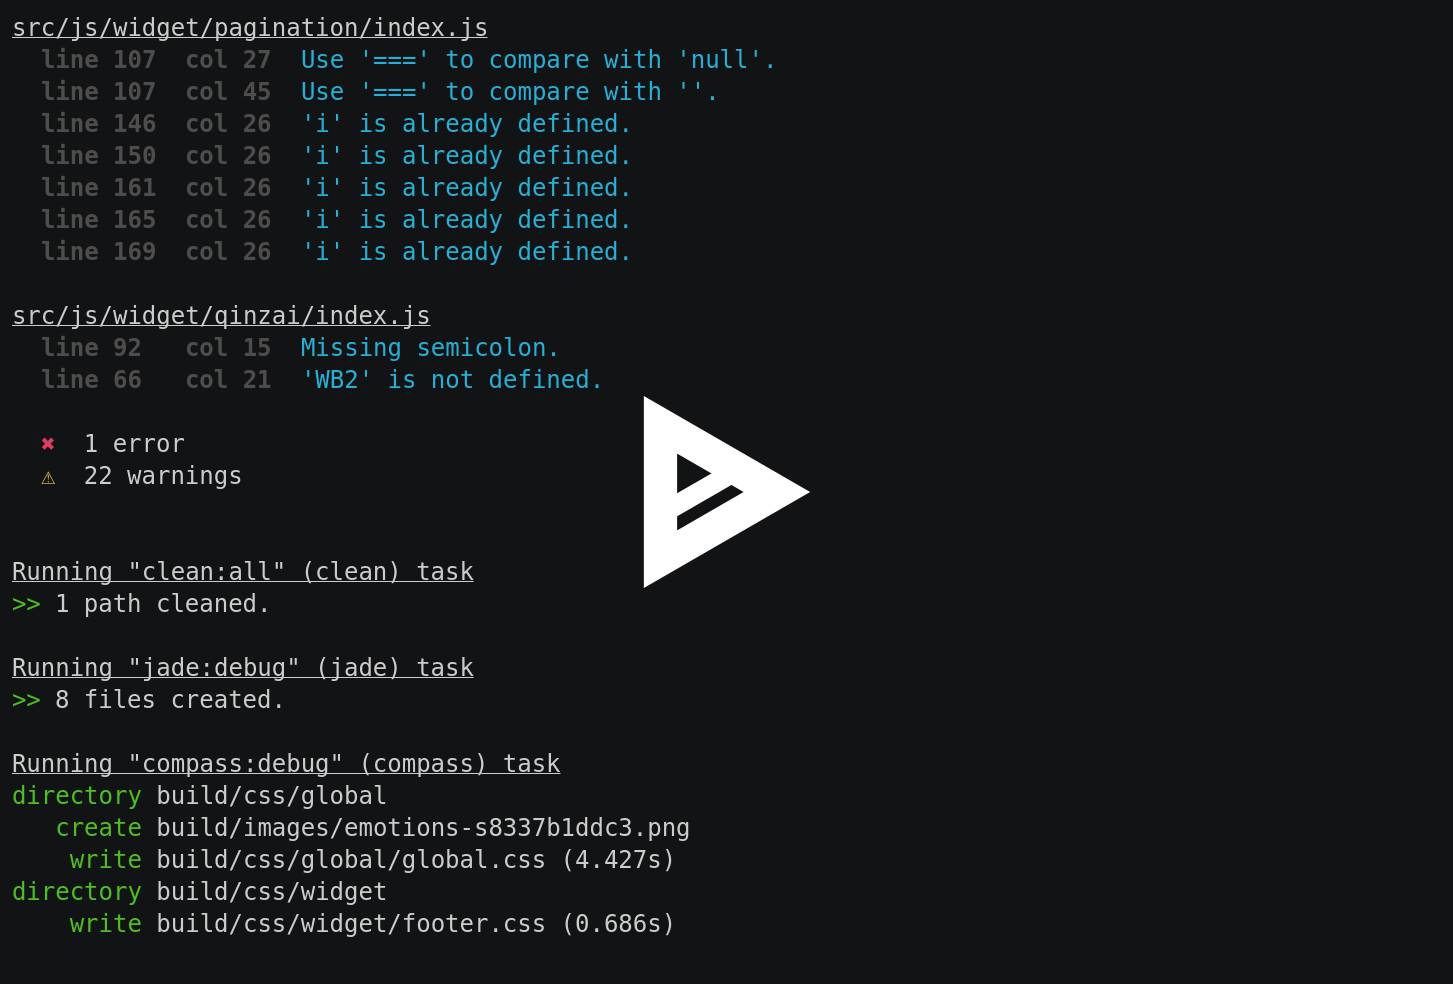 src/js/widget/pagination/index.js
line 107 col 27 Use '===' to compare with 'null'.
line 107 col 45 Use '===' to compare with ''.
line 146 col 26 'i' is already defined.
line 150 col 26 'i' is already defined.
line 161 col 26 'i' is already defined.
line 165 col 26 'i' is already defined.
line 169 col 26 'i' is already defined.
src/js/widget/qinzai/index.js
line 92 col 15 Missing semicolon.
line 66 col 21 'WB2' is not defined.
✖ 1 error
⚠ 22 warnings
Running "clean:all" (clean) task
>> 1 path cleaned.
Running "jade:debug" (jade) task
>> 8 files created.
Running "compass:debug" (compass) task
directory build/css/global
create build/images/emotions-s8337b1ddc3.png
write build/css/global/global.css (4.427s)
directory build/css/widget
write build/css/widget/footer.css (0.686s)